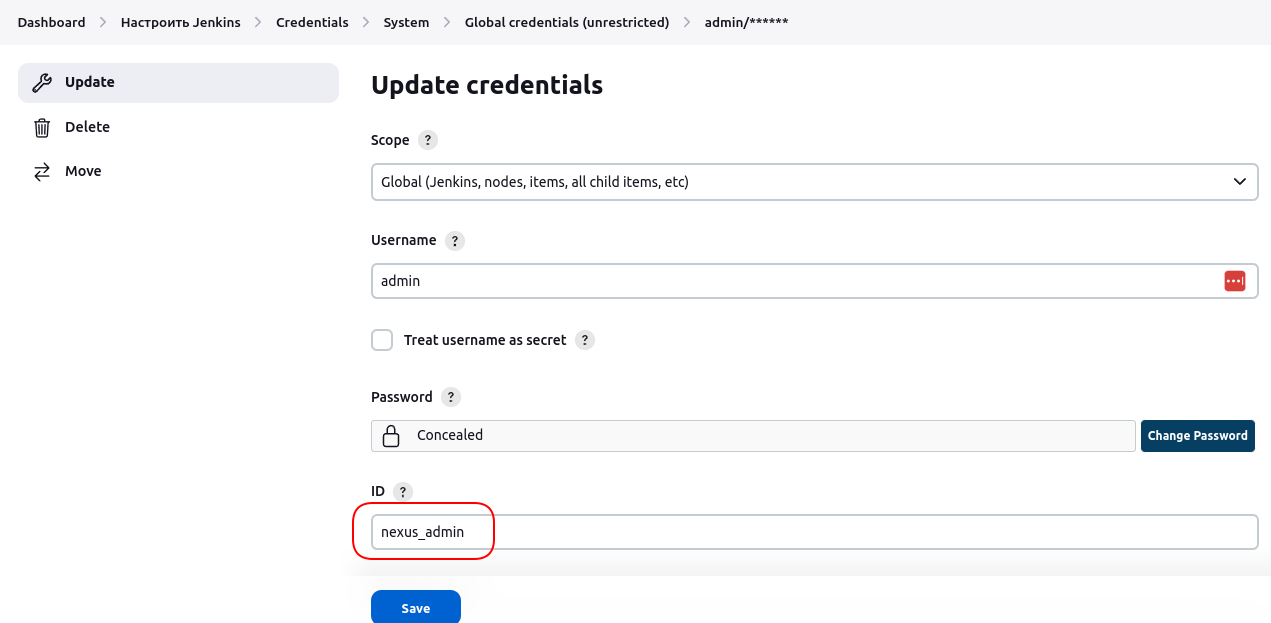 Dashboard > Настроить Jenkins > Credentials > System > Global credentials (unrestricted) > admin/******
Update
Delete
Move
Update credentials
Scope ?
Global (Jenkins, nodes, items, all child items, etc)
Username ?
admin
Treat username as secret ?
Password ?
Concealed
Change Password
ID ?
nexus_admin
Save